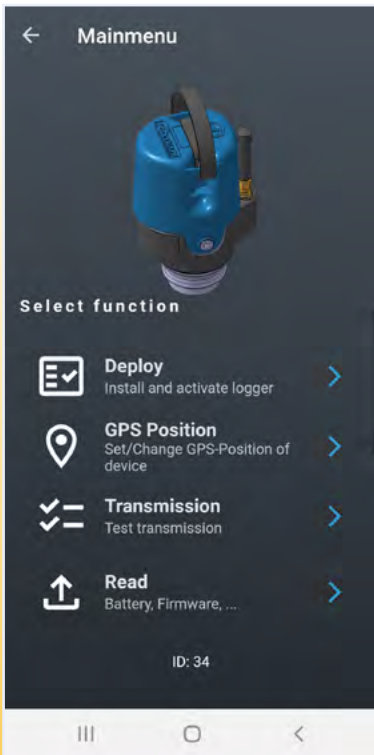 Mainmenu
Select function
Deploy
Install and activate logger
GPS Position
Set/Change GPS-Position of
device
Transmission
Test transmission
Read
Battery, Firmware, ...
ID: 34